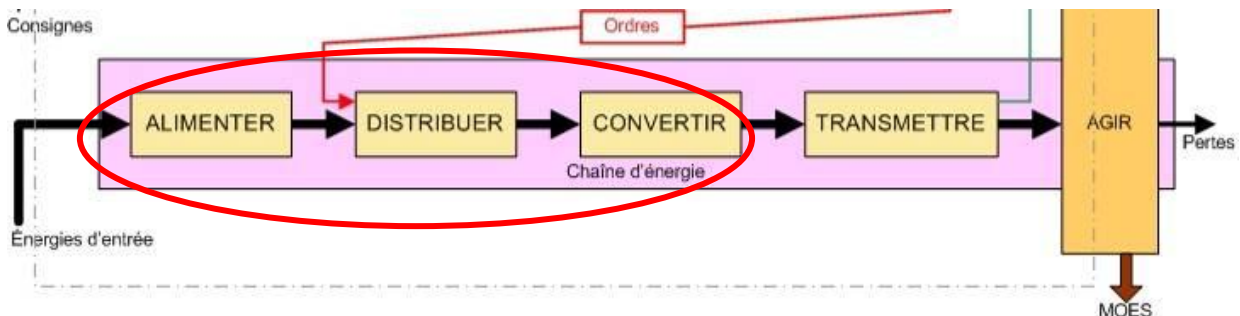 Consignes
Ordres
ALIMENTER
DISTRIBUER
CONVERTIR
TRANSMETTRE
AGIR
Pertes
Chaîne d'énergie
Énergies d'entrée
MOES